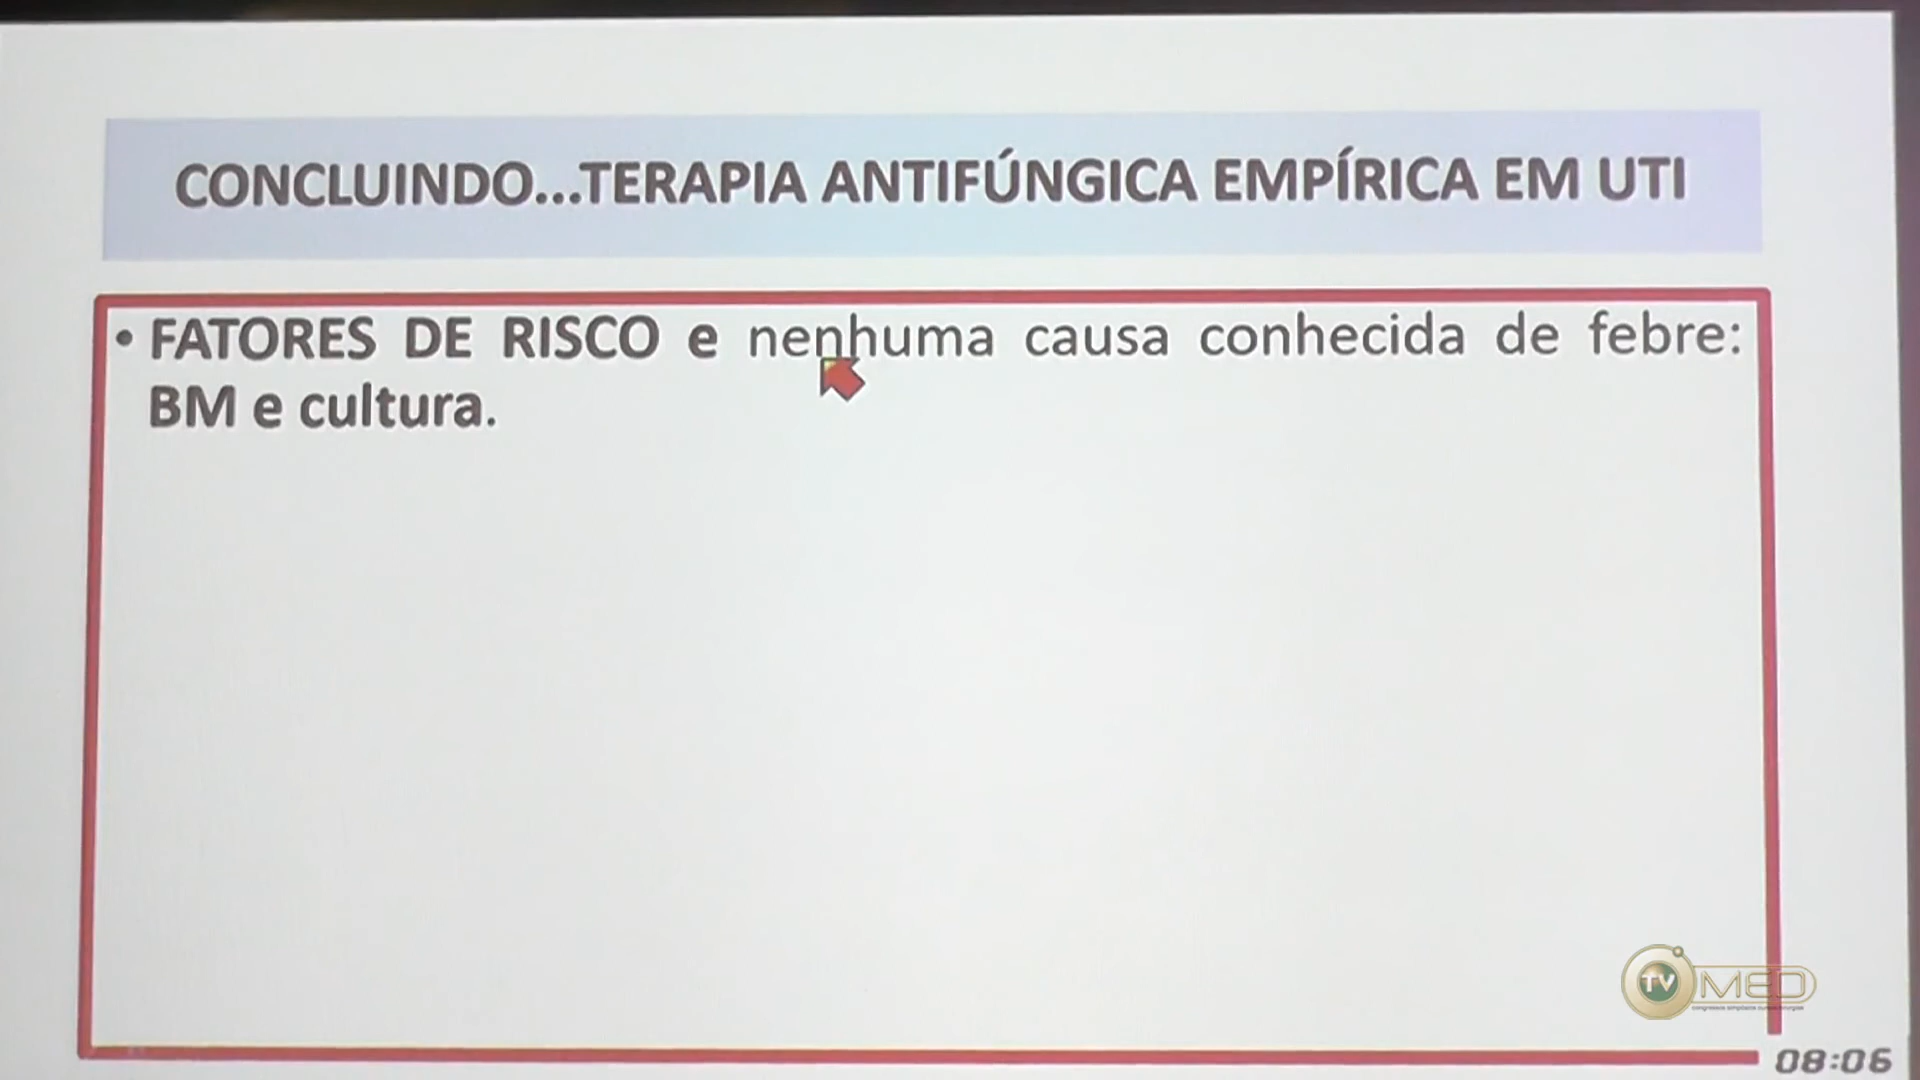 CONCLUINDO...TERAPIA ANTIFÚNGICA EMPÍRICA EM UTI
• FATORES DE RISCO e nenhuma causa conhecida de febre:
BM e cultura.
TV MED
08:06